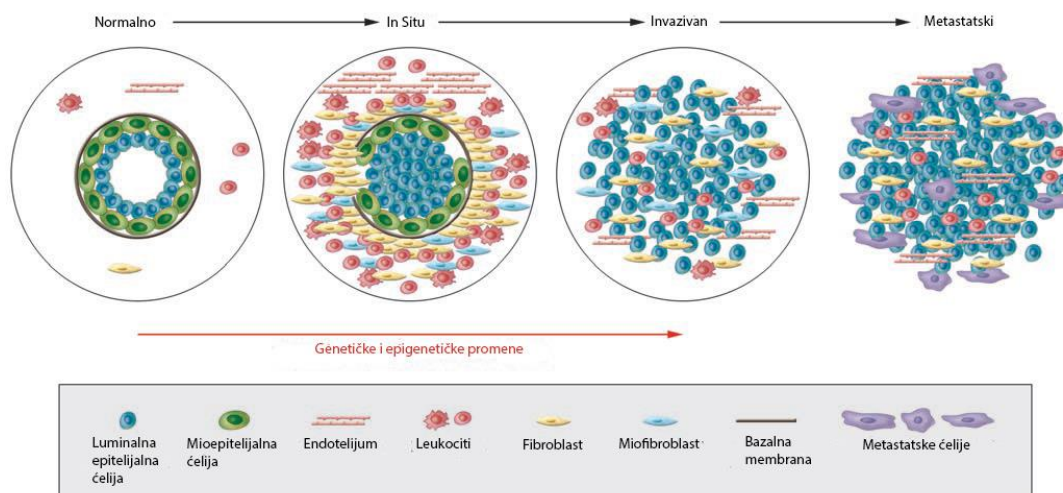 Normalno
In Situ
Invazivan
Metastatski
Genetičke i epigenetičke promene
Luminalna
epitelijalna
ćelija
Mioepitelijalna
ćelija
Endotelijum
Leukociti
Fibroblast
Miofibroblast
Bazalna
membrana
Metastatske ćelije